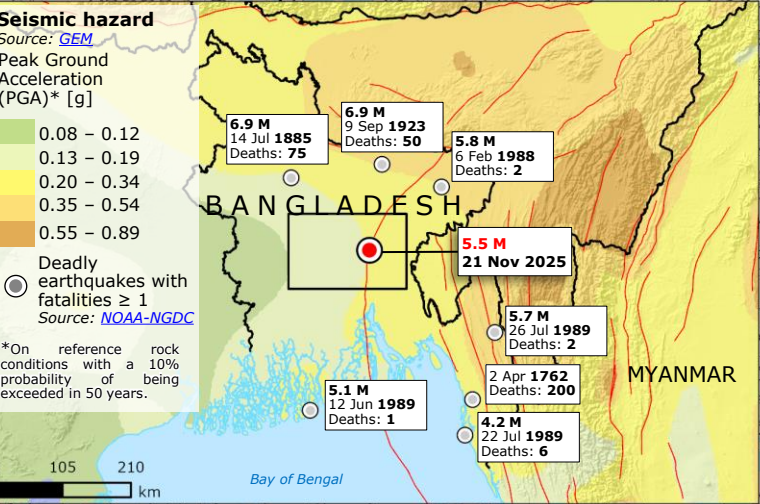 Seismic hazard
Source: GEM
Peak Ground
Acceleration
(PGA)* [g]
0.08 – 0.12
0.13 – 0.19
0.20 – 0.34
0.35 – 0.54
0.55 – 0.89
Deadly
earthquakes with
fatalities ≥ 1
Source: NOAA-NGDC
*On reference rock
conditions with a 10%
probability of being
exceeded in 50 years.
105 210
km
6.9 M
14 Jul 1885
Deaths: 75
6.9 M
9 Sep 1923
Deaths: 50
5.8 M
6 Feb 1988
Deaths: 2
BANGLADESH
5.5 M
21 Nov 2025
5.7 M
26 Jul 1989
Deaths: 2
MYANMAR
2 Apr 1762
Deaths: 200
5.1 M
12 Jun 1989
Deaths: 1
4.2 M
22 Jul 1989
Deaths: 6
Bay of Bengal